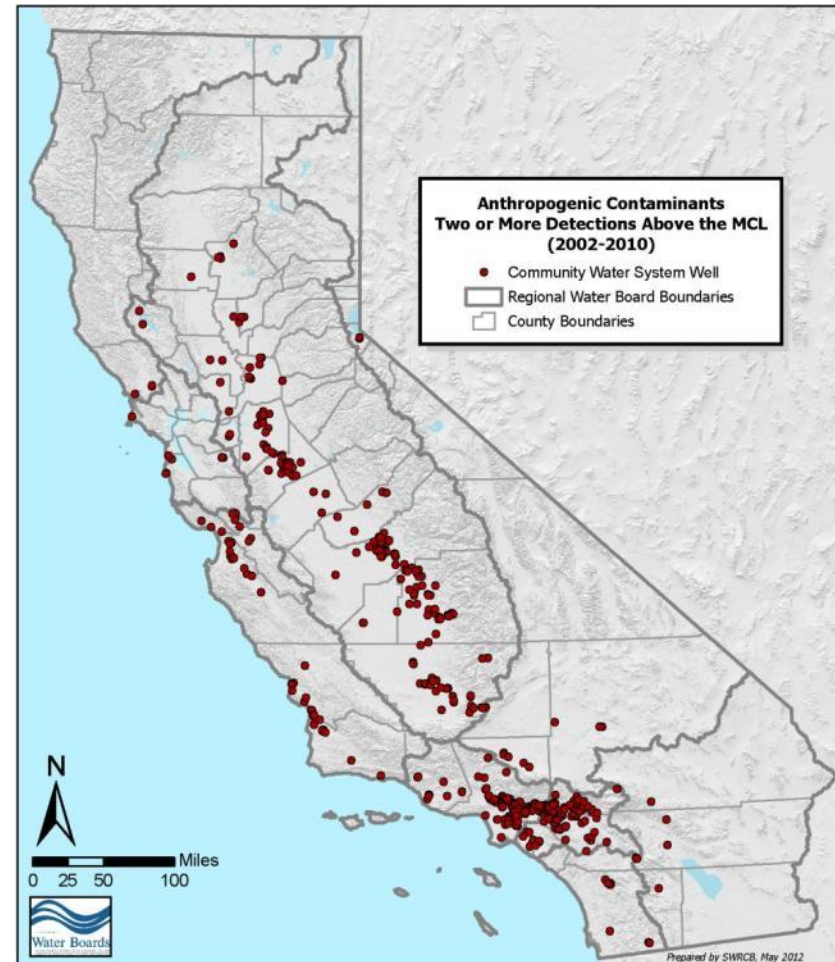 Anthropogenic Contaminants
Two or More Detections Above the MCL
(2002-2010)
Community Water System Well
Regional Water Board Boundaries
County Boundaries
N
Miles
0 25 50 100
Water Boards
Prepared by SWRCB, May 2012